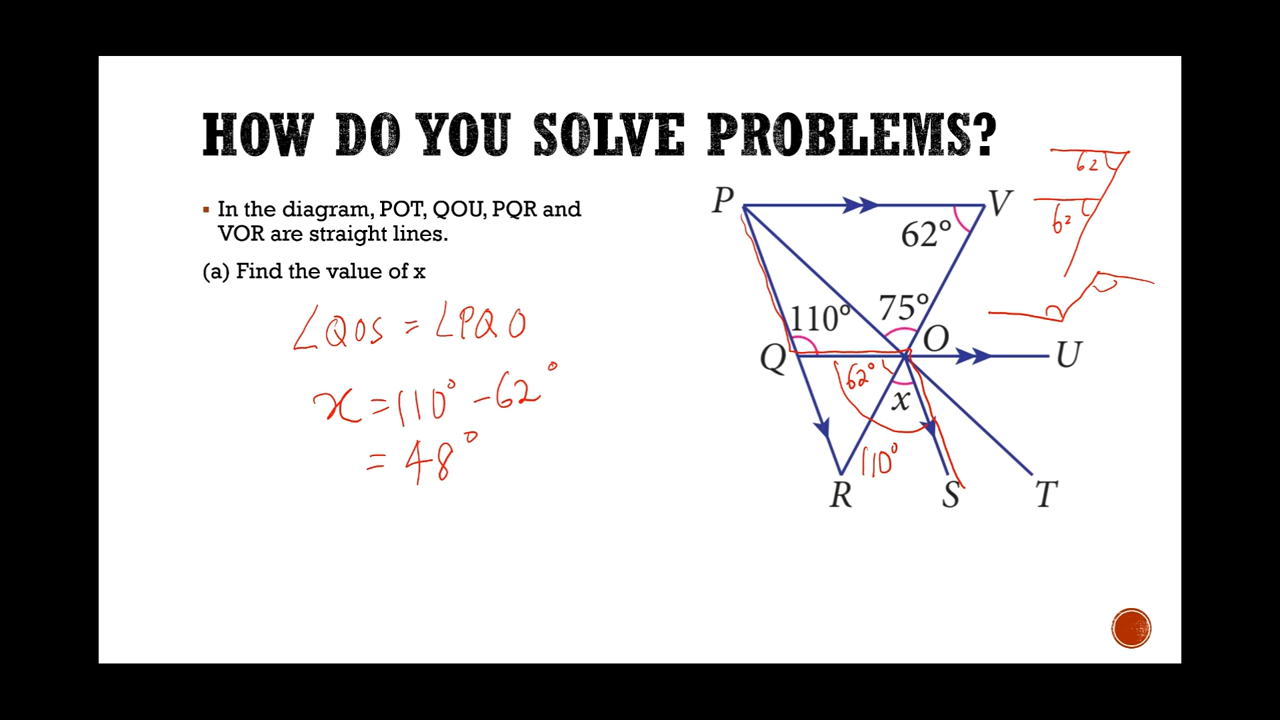 HOW DO YOU SOLVE PROBLEMS?
▪ In the diagram, POT, QOU, PQR and
VOR are straight lines.
(a) Find the value of x
∠QOS = ∠PQO
x = 110° - 62°
= 48°
P
V
62°
110°
75°
Q
O
U
62°
x
110°
R
S
T
62
62